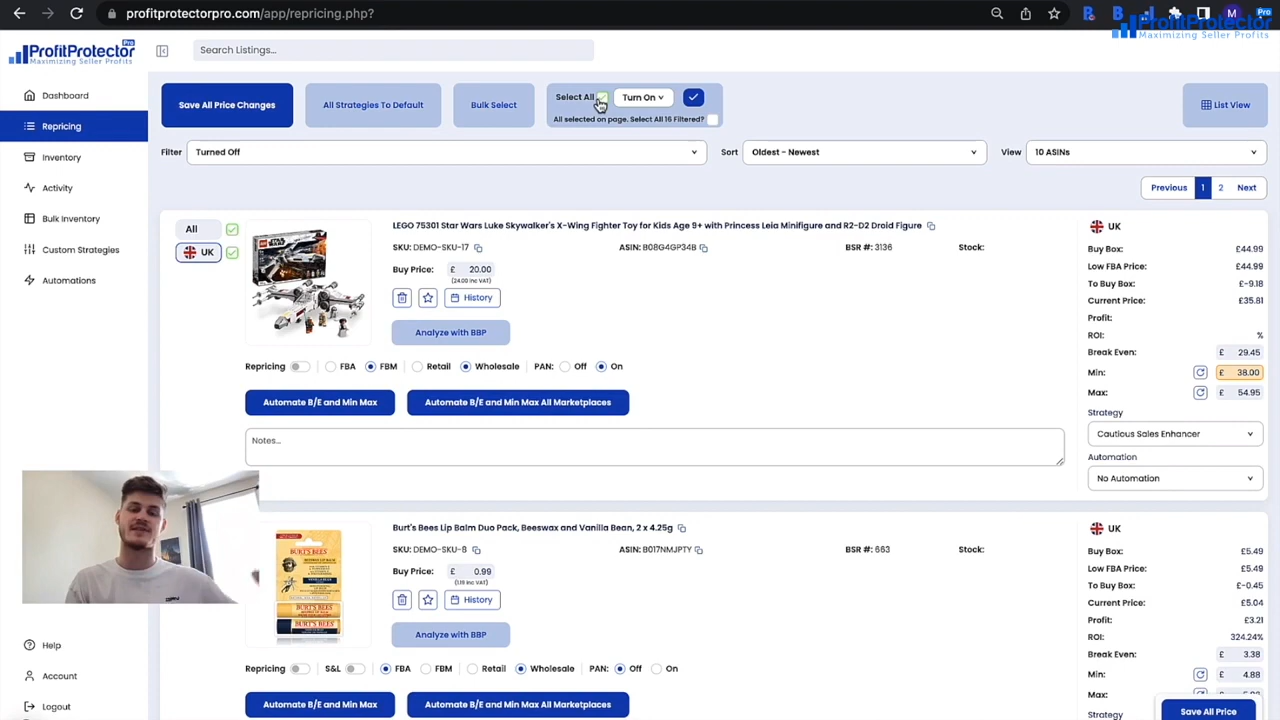 profitprotectorpro.com/app/repricing.php?
M
Pro
ProfitProtector
Maximizing Seller Profits
ProfitProtector
Pro
Maximizing Seller Profits
Search Listings...
Dashboard
Repricing
Inventory
Activity
Bulk Inventory
Custom Strategies
Automations
Help
Account
Logout
Save All Price Changes
All Strategies To Default
Bulk Select
Select All
Turn On
All selected on page. Select All 16 Filtered?
List View
Filter
Turned Off
Sort
Oldest - Newest
View
10 ASINs
Previous
1
2
Next
All
UK
LEGO 75301 Star Wars Luke Skywalker's X-Wing Fighter Toy for Kids Age 9+ with Princess Leia Minifigure and R2-D2 Droid Figure
SKU: DEMO-SKU-17
ASIN: B08G4GP34B
BSR #: 3136
Stock:
Buy Price: £ 20.00
(24.00 inc VAT)
History
Analyze with BBP
Repricing
FBA
FBM
Retail
Wholesale
PAN:
Off
On
Automate B/E and Min Max
Automate B/E and Min Max All Marketplaces
Notes...
UK
Buy Box: £44.99
Low FBA Price: £44.99
To Buy Box: £-9.18
Current Price: £35.81
Profit:
ROI: %
Break Even: £ 29.45
Min: £ 38.00
Max: £ 54.95
Strategy
Cautious Sales Enhancer
Automation
No Automation
Burt's Bees Lip Balm Duo Pack, Beeswax and Vanilla Bean, 2 x 4.25g
SKU: DEMO-SKU-8
ASIN: B017NMJPTY
BSR #: 663
Stock:
Buy Price: £ 0.99
(1.19 inc VAT)
History
Analyze with BBP
Repricing
S&L
FBA
FBM
Retail
Wholesale
PAN:
Off
On
Automate B/E and Min Max
Automate B/E and Min Max All Marketplaces
UK
Buy Box: £5.49
Low FBA Price: £5.49
To Buy Box: £-0.45
Current Price: £5.04
Profit: £3.21
ROI: 324.24%
Break Even: £ 3.38
Min: £ 4.88
Max:
Strategy
Save All Price